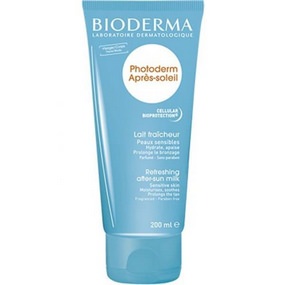 BIODERMA
LABORATOIRE DERMATOLOGIQUE
Photoderm
Après-soleil
CELLULAR
BIOPROTECTION®
Lait fraîcheur
Peaux sensibles
Hydrate, apaise
Prolonge le bronzage
Parfumé - Sans paraben
Refreshing
after-sun milk
Sensitive skin
Moisturises, soothes
Prolongs the tan
Fragranced - Paraben free
200 ml ℮